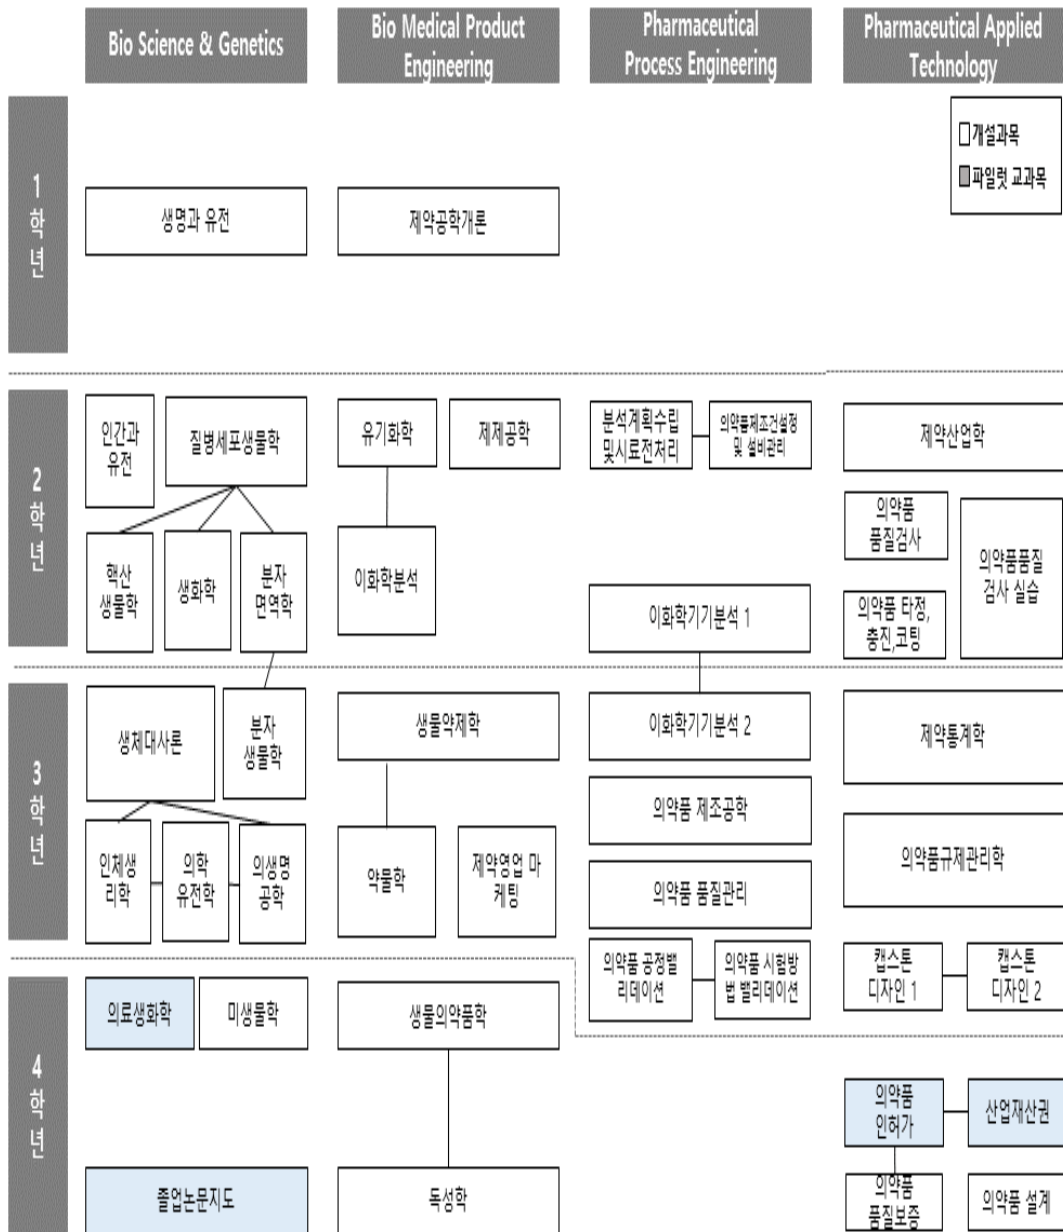 Bio Science & Genetics
Bio Medical Product
Engineering
Pharmaceutical
Process Engineering
Pharmaceutical Applied
Technology
개설과목
파일럿 교과목
1
학
년
생명과 유전
제약공학개론
2
학
년
인간과
유전
질병세포생물학
유기화학
제제공학
분석계획수립
및시료전처리
의약품제조건설정
및 설비관리
제약산업학
의약품
품질검사
의약품품질
검사 실습
핵산
생물학
생화학
분자
면역학
이화학분석
이화학기기분석 1
의약품 타정,
충진,코팅
3
학
년
생체대사론
분자
생물학
생물약제학
이화학기기분석 2
제약통계학
의약품 제조공학
인체생
리학
의학
유전학
의생명
공학
약물학
제약영업 마
케팅
의약품 품질관리
의약품규제관리학
의약품 공정밸
리데이션
의약품 시험방
법 밸리데이션
캡스톤
디자인 1
캡스톤
디자인 2
4
학
년
의료생화학
미생물학
생물의약품학
의약품
인허가
산업재산권
졸업논문지도
독성학
의약품
품질보증
의약품 설계